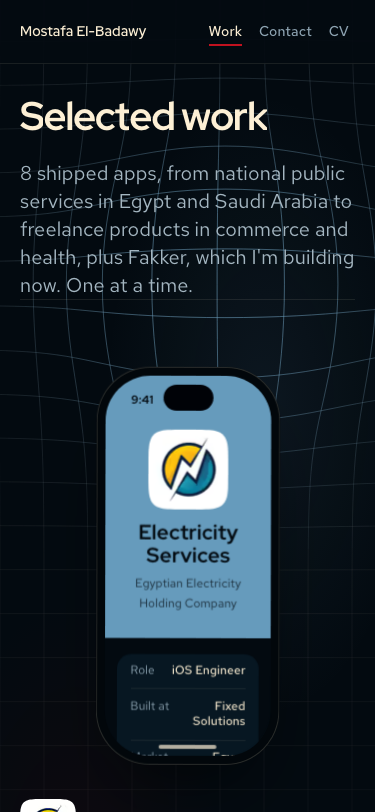 Mostafa El-Badawy
Work Contact CV
Selected work
8 shipped apps, from national public
services in Egypt and Saudi Arabia to
freelance products in commerce and
health, plus Fakker, which I'm building
now. One at a time.
9:41
Electricity
Services
Egyptian Electricity
Holding Company
Role iOS Engineer
Built at Fixed
Solutions